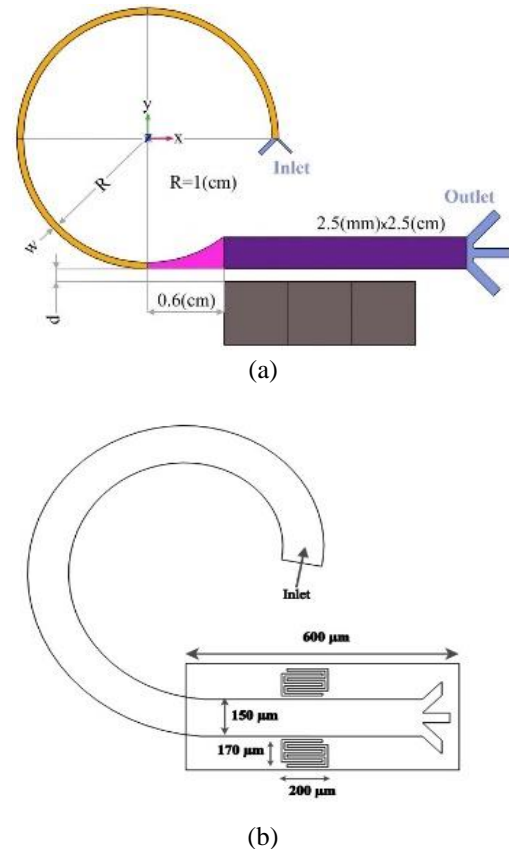 y
x
Inlet
R
R=1(cm)
Outlet
w
2.5(mm)x2.5(cm)
d
0.6(cm)
(a)
Inlet
600 µm
150 µm
170 µm
200 µm
(b)